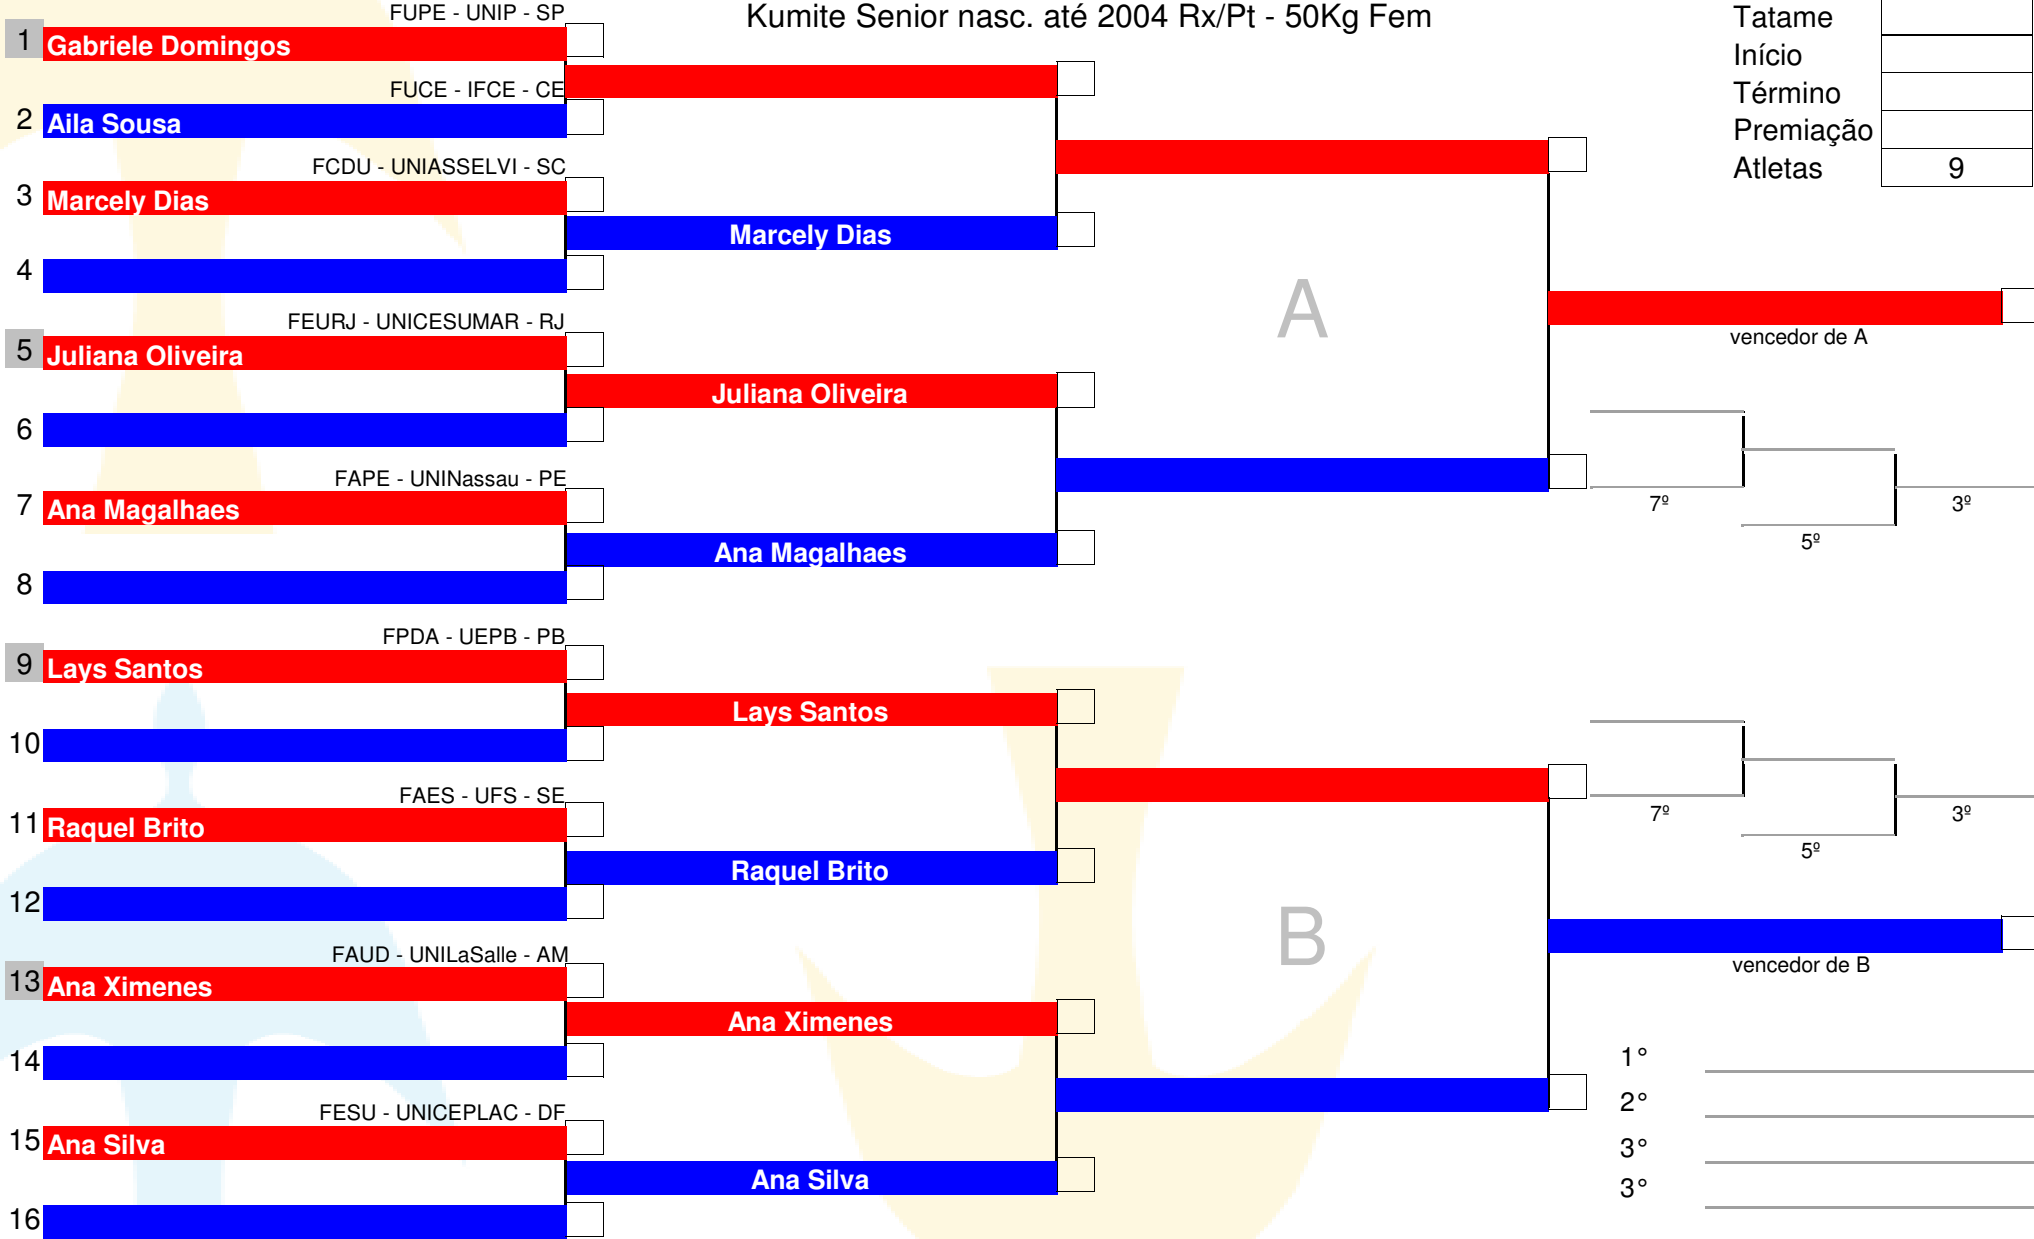 Kumite Senior nasc. até 2004 Rx/Pt - 50Kg Fem
Tatame
Início
Término
Premiação
Atletas 9
FUPE - UNIP - SP
1 Gabriele Domingos
FUCE - IFCE - CE
2 Aila Sousa
FCDU - UNIASSELVI - SC
3 Marcely Dias
Marcely Dias
4
A
FEURJ - UNICESUMAR - RJ
5 Juliana Oliveira
vencedor de A
Juliana Oliveira
6
FAPE - UNINassau - PE
7 Ana Magalhaes
7º
3º
5º
Ana Magalhaes
8
FPDA - UEPB - PB
9 Lays Santos
Lays Santos
10
FAES - UFS - SE
11 Raquel Brito
7º
3º
5º
Raquel Brito
12
B
FAUD - UNILaSalle - AM
vencedor de B
13 Ana Ximenes
Ana Ximenes
14
FESU - UNICEPLAC - DF
15 Ana Silva
Ana Silva
16
1°
2°
3°
3°